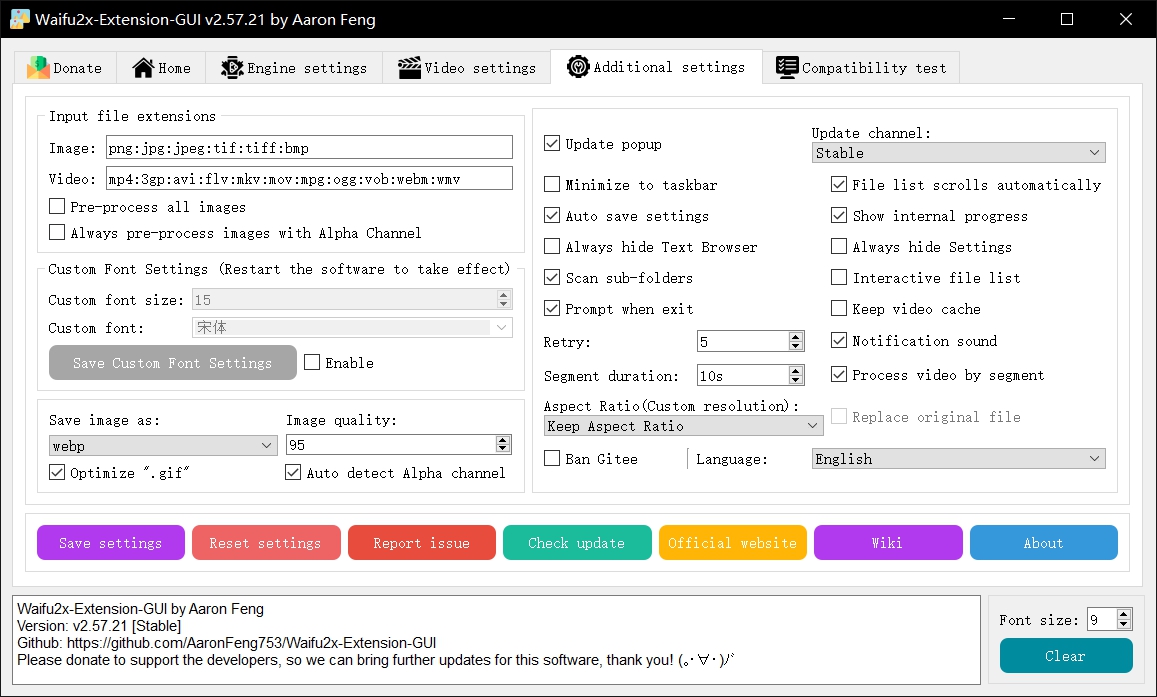 Waifu2x-Extension-GUI v2.57.21 by Aaron Feng
Donate
Home
Engine settings
Video settings
Additional settings
Compatibility test
Input file extensions
Image: png:jpg:jpeg:tif:tiff:bmp
Video: mp4:3gp:avi:flv:mkv:mov:mpg:ogg:vob:webm:wmv
Pre-process all images
Always pre-process images with Alpha Channel
Custom Font Settings (Restart the software to take effect)
Custom font size: 15
Custom font: 宋体
Save Custom Font Settings
Enable
Save image as:
Image quality:
webp
95
Optimize ".gif"
Auto detect Alpha channel
Update popup
Update channel:
Stable
Minimize to taskbar
File list scrolls automatically
Auto save settings
Show internal progress
Always hide Text Browser
Always hide Settings
Scan sub-folders
Interactive file list
Prompt when exit
Keep video cache
Retry: 5
Notification sound
Segment duration: 10s
Process video by segment
Aspect Ratio(Custom resolution):
Keep Aspect Ratio
Replace original file
Ban Gitee
Language: English
Save settings
Reset settings
Report issue
Check update
Official website
Wiki
About
Waifu2x-Extension-GUI by Aaron Feng
Version: v2.57.21 [Stable]
Github: https://github.com/AaronFeng753/Waifu2x-Extension-GUI
Please donate to support the developers, so we can bring further updates for this software, thank you! (｡･∀･)ﾉﾞ
Font size: 9
Clear